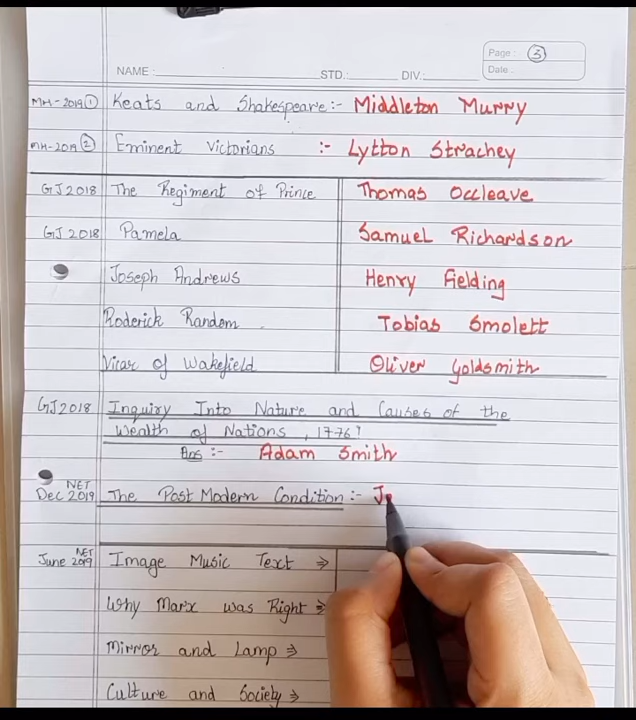 Page: 3
Date:
NAME: STD.: DIV.:
MH-2019 ① Keats and Shakespeare:- Middleton Murry
MH-2019 ② Eminent Victorians :- Lytton Strachey
GJ 2018 The Regiment of Prince Thomas Occleave
GJ 2018 Pamela Samuel Richardson
Joseph Andrews Henry Fielding
Roderick Random Tobias Smolett
Vicar of Wakefield Oliver Goldsmith
GJ 2018 Inquiry Into Nature and Causes of the
Wealth of Nations, 1776?
Ans :- Adam Smith
NET
Dec 2019 The Post Modern Condition :- J
NET
June 2019 Image Music Text ⇒
Why Marx was Right ⇒
Mirror and Lamp ⇒
Culture and Society ⇒